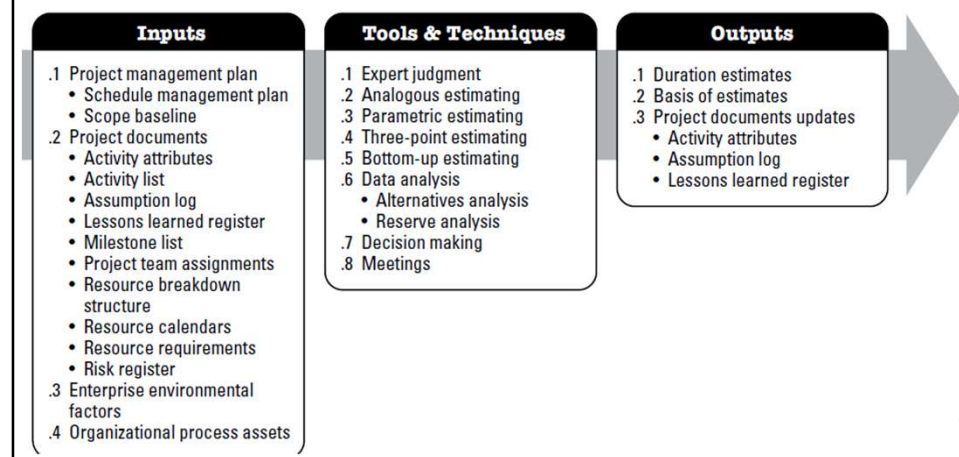 Inputs
.1 Project management plan
• Schedule management plan
• Scope baseline
.2 Project documents
• Activity attributes
• Activity list
• Assumption log
• Lessons learned register
• Milestone list
• Project team assignments
• Resource breakdown
structure
• Resource calendars
• Resource requirements
• Risk register
.3 Enterprise environmental
factors
.4 Organizational process assets
Tools & Techniques
.1 Expert judgment
.2 Analogous estimating
.3 Parametric estimating
.4 Three-point estimating
.5 Bottom-up estimating
.6 Data analysis
• Alternatives analysis
• Reserve analysis
.7 Decision making
.8 Meetings
Outputs
.1 Duration estimates
.2 Basis of estimates
.3 Project documents updates
• Activity attributes
• Assumption log
• Lessons learned register